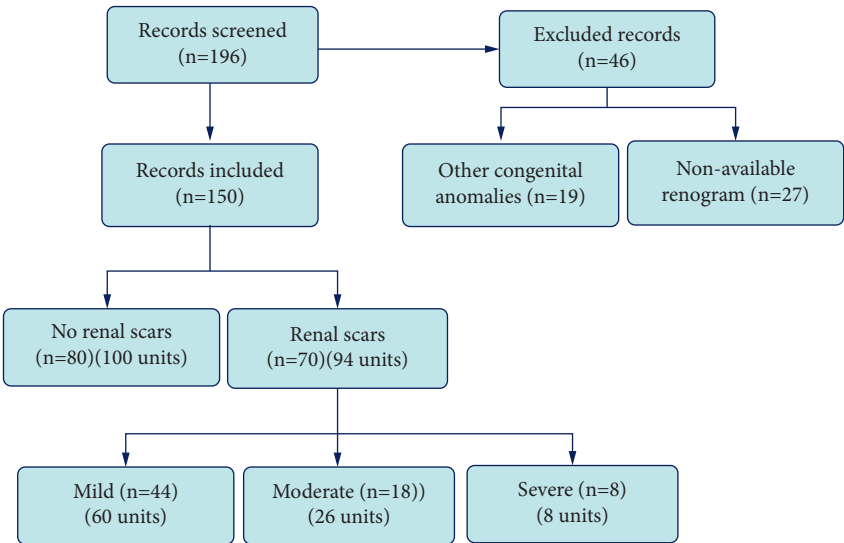 Records screened
(n=196)
Excluded records
(n=46)
Records included
(n=150)
Other congenital
anomalies (n=19)
Non-available
renogram (n=27)
No renal scars
(n=80)(100 units)
Renal scars
(n=70)(94 units)
Mild (n=44)
(60 units)
Moderate (n=18))
(26 units)
Severe (n=8)
(8 units)